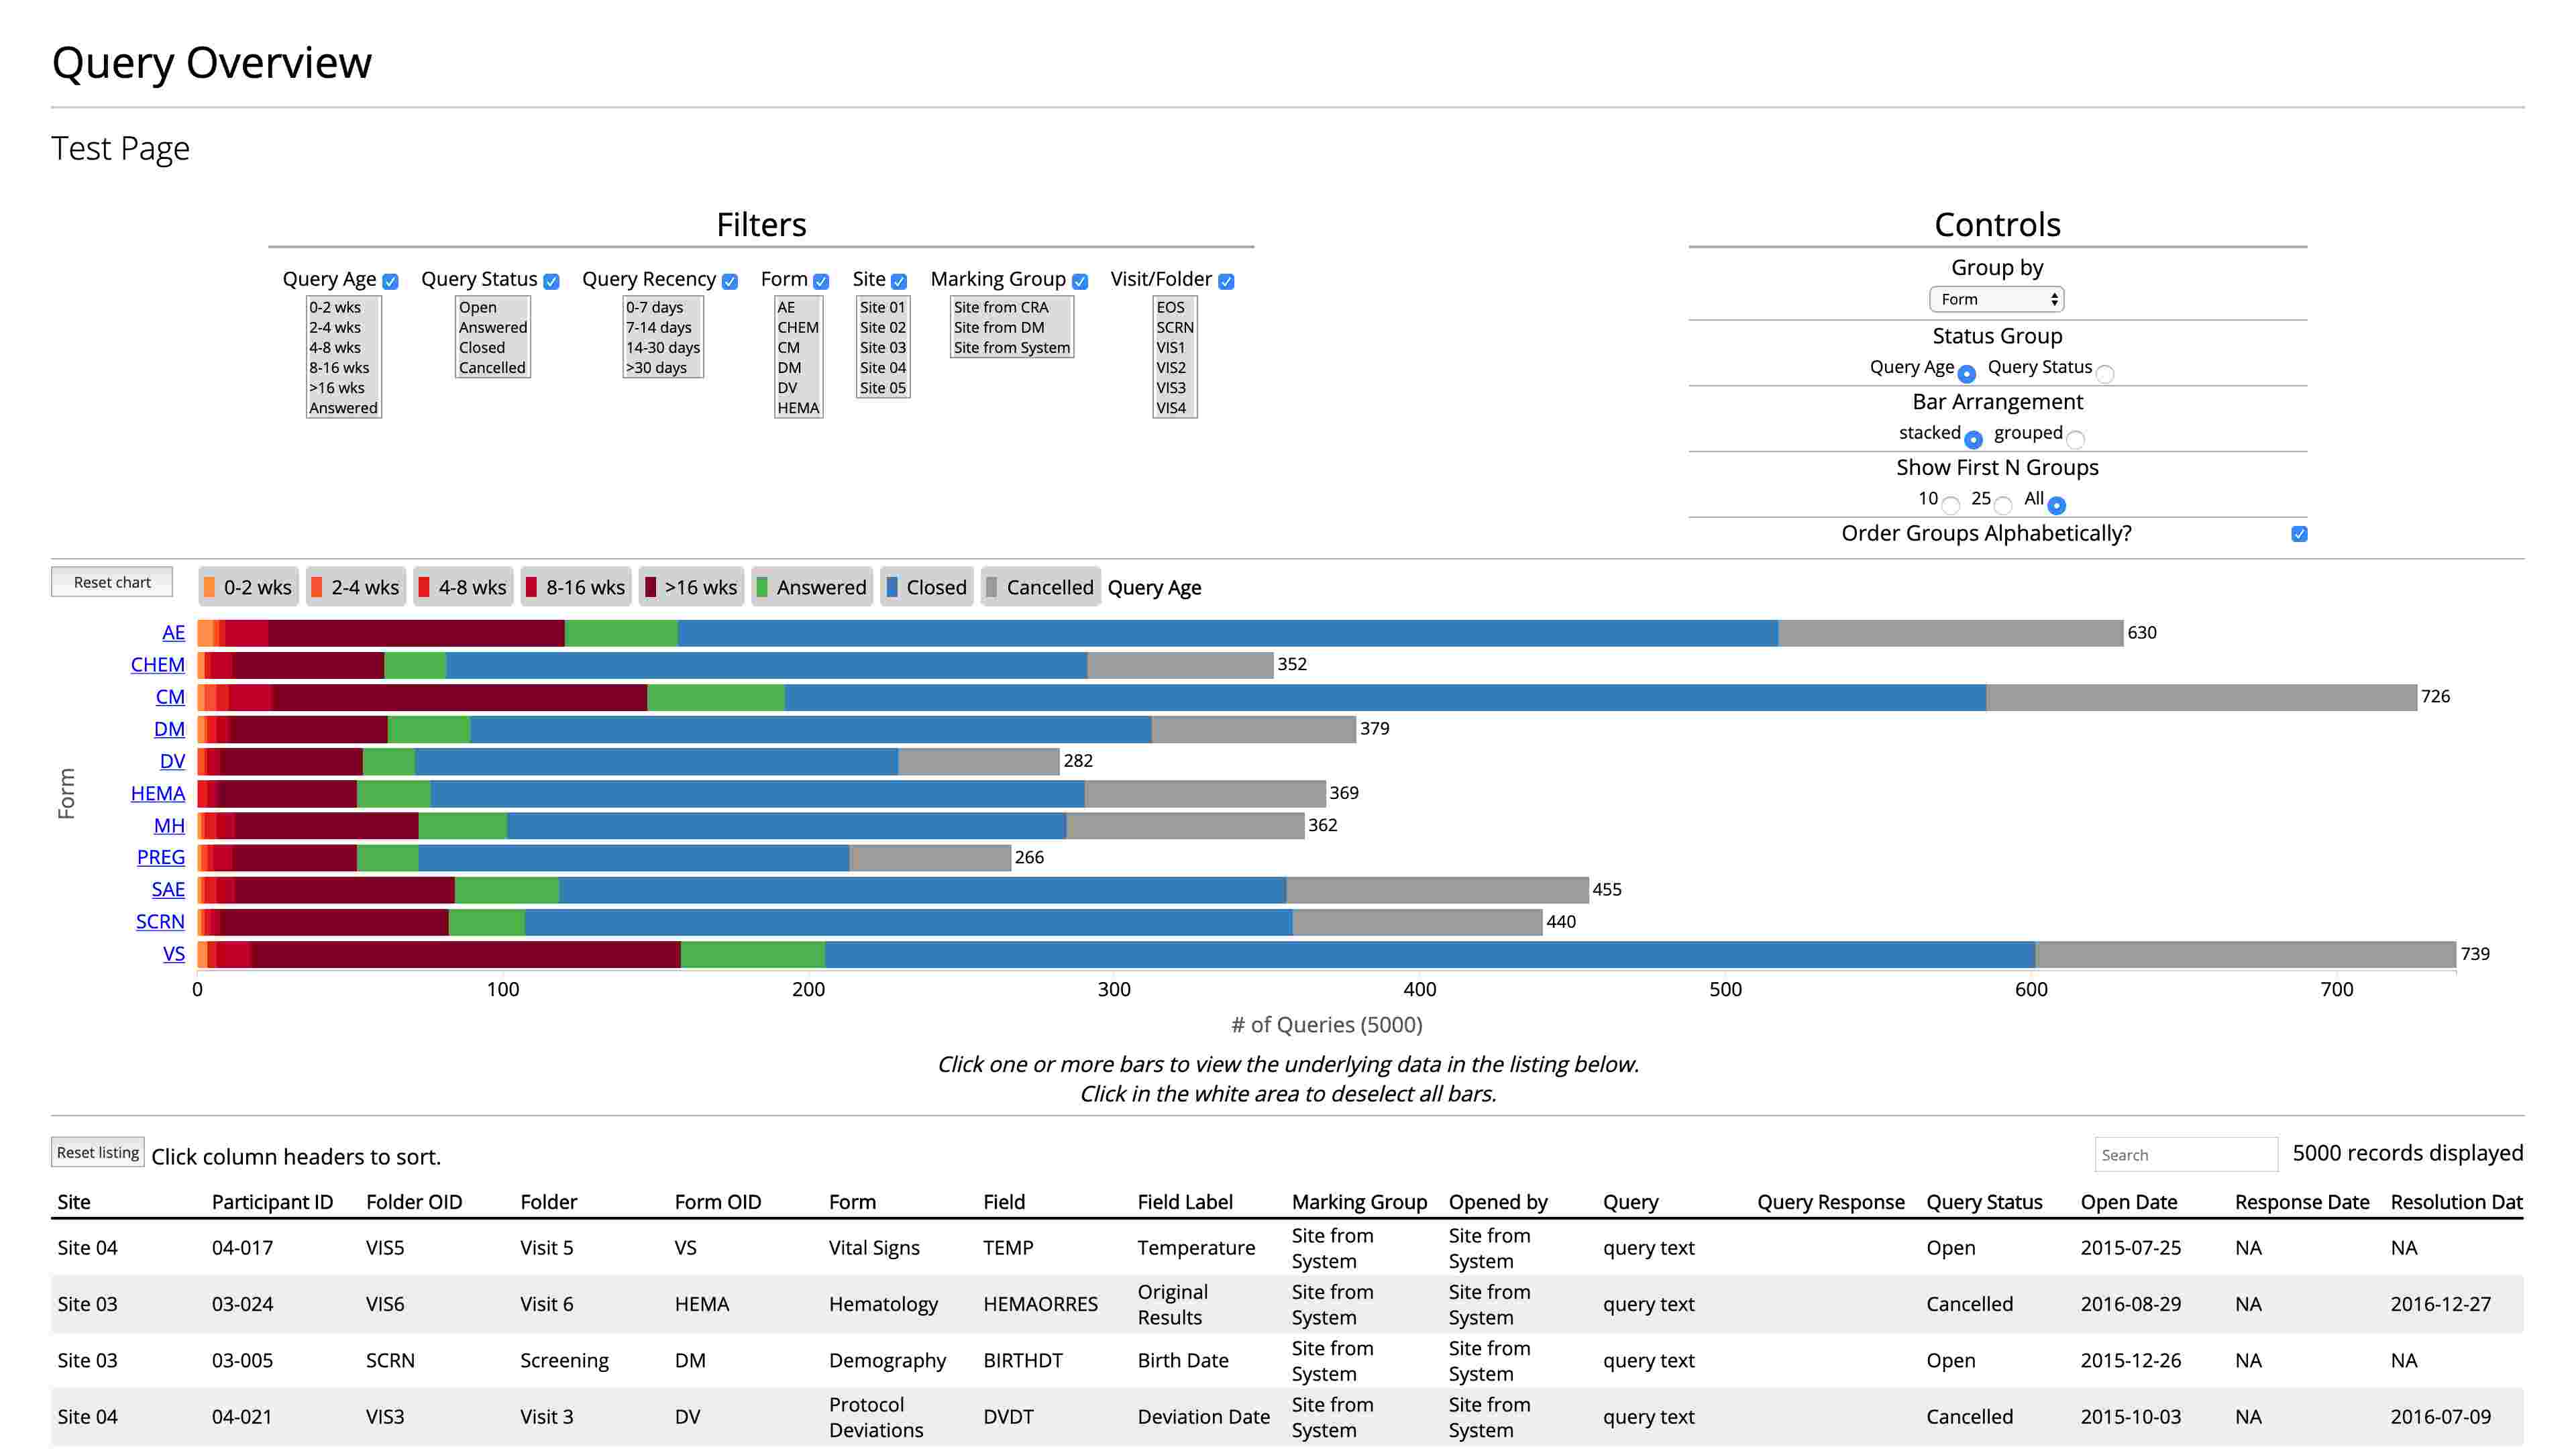 Query Overview
Test Page
Filters
Query Age Query Status Query Recency Form Site Marking Group Visit/Folder
0-2 wks
2-4 wks
4-8 wks
8-16 wks
>16 wks
Answered
Open
Answered
Closed
Cancelled
0-7 days
7-14 days
14-30 days
>30 days
AE
CHEM
CM
DM
DV
HEMA
Site 01
Site 02
Site 03
Site 04
Site 05
Site from CRA
Site from DM
Site from System
EOS
SCRN
VIS1
VIS2
VIS3
VIS4
Controls
Group by
Form
Status Group
Query Age Query Status
Bar Arrangement
stacked grouped
Show First N Groups
10 25 All
Order Groups Alphabetically?
Reset chart 0-2 wks 2-4 wks 4-8 wks 8-16 wks >16 wks Answered Closed Cancelled Query Age
Form
AE 630
CHEM 352
CM 726
DM 379
DV 282
HEMA 369
MH 362
PREG 266
SAE 455
SCRN 440
VS 739
0 100 200 300 400 500 600 700
# of Queries (5000)
Click one or more bars to view the underlying data in the listing below.
Click in the white area to deselect all bars.
Reset listing Click column headers to sort. Search 5000 records displayed
Site Participant ID Folder OID Folder Form OID Form Field Field Label Marking Group Opened by Query Query Response Query Status Open Date Response Date Resolution Dat
Site 04 04-017 VIS5 Visit 5 VS Vital Signs TEMP Temperature Site from System Site from System query text Open 2015-07-25 NA NA
Site 03 03-024 VIS6 Visit 6 HEMA Hematology HEMAORRES Original Results Site from System Site from System query text Cancelled 2016-08-29 NA 2016-12-27
Site 03 03-005 SCRN Screening DM Demography BIRTHDT Birth Date Site from System Site from System query text Open 2015-12-26 NA NA
Site 04 04-021 VIS3 Visit 3 DV Protocol Deviations DVDT Deviation Date Site from System Site from System query text Cancelled 2015-10-03 NA 2016-07-09